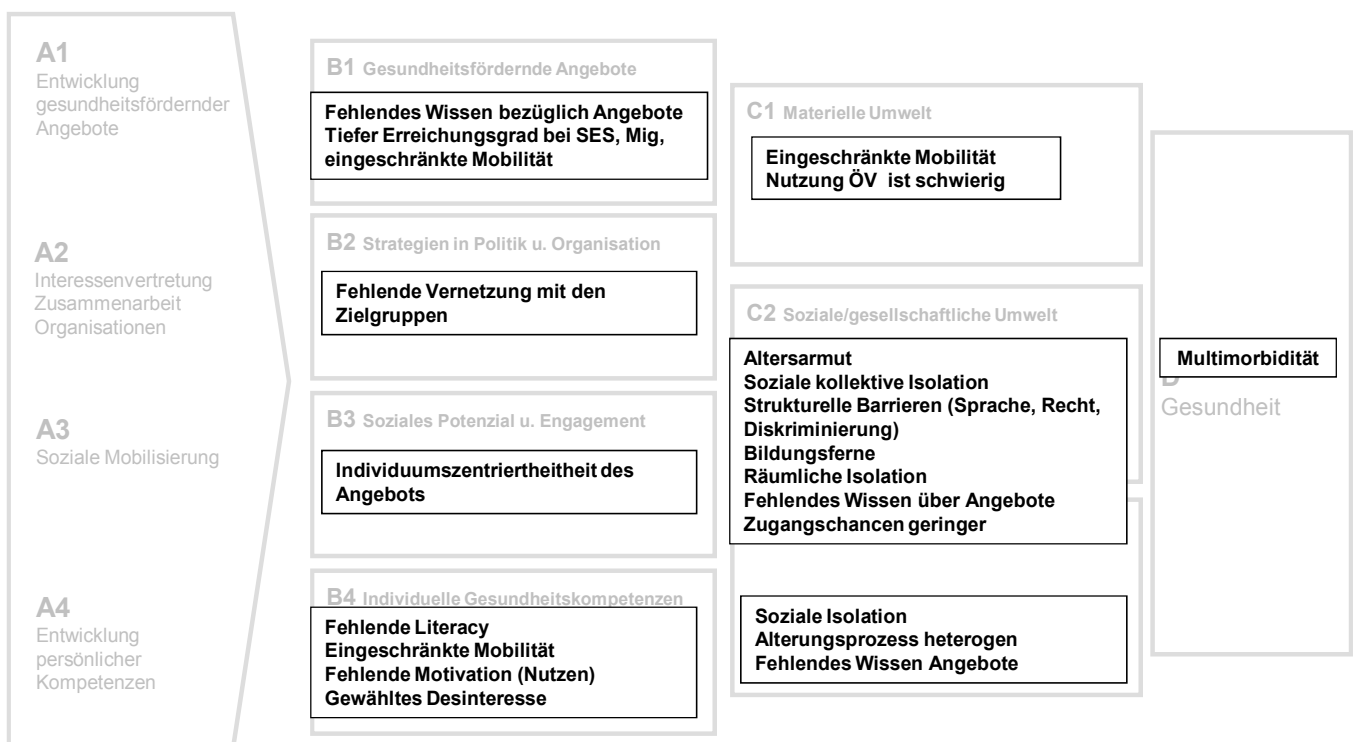 A1
Entwicklung
gesundheitsfördernder
Angebote
A2
Interessenvertretung
Zusammenarbeit
Organisationen
A3
Soziale Mobilisierung
A4
Entwicklung
persönlicher
Kompetenzen
B1 Gesundheitsfördernde Angebote
Fehlendes Wissen bezüglich Angebote
Tiefer Erreichungsgrad bei SES, Mig,
eingeschränkte Mobilität
B2 Strategien in Politik u. Organisation
Fehlende Vernetzung mit den
Zielgruppen
B3 Soziales Potenzial u. Engagement
Individuumszentriertheitheit des
Angebots
B4 Individuelle Gesundheitskompetenzen
Fehlende Literacy
Eingeschränkte Mobilität
Fehlende Motivation (Nutzen)
Gewähltes Desinteresse
C1 Materielle Umwelt
Eingeschränkte Mobilität
Nutzung ÖV ist schwierig
C2 Soziale/gesellschaftliche Umwelt
Altersarmut
Soziale kollektive Isolation
Strukturelle Barrieren (Sprache, Recht,
Diskriminierung)
Bildungsferne
Räumliche Isolation
Fehlendes Wissen über Angebote
Zugangschancen geringer
Soziale Isolation
Alterungsprozess heterogen
Fehlendes Wissen Angebote
Multimorbidität
D
Gesundheit